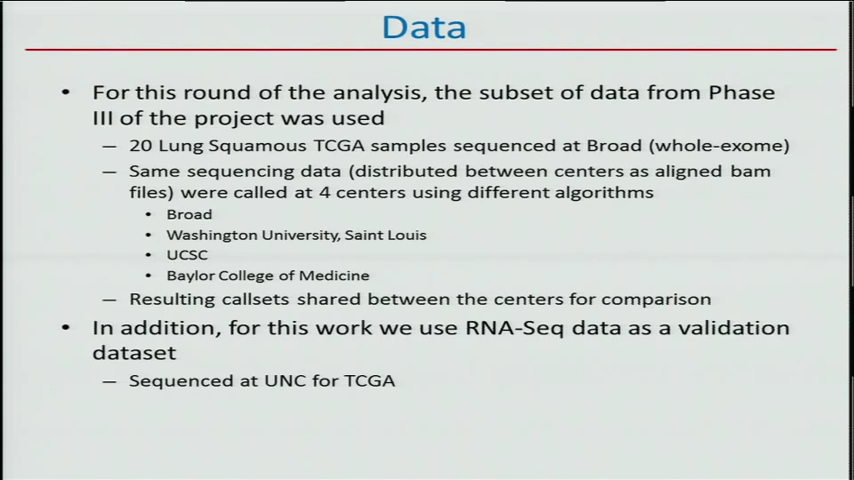 Data
• For this round of the analysis, the subset of data from Phase
III of the project was used
– 20 Lung Squamous TCGA samples sequenced at Broad (whole-exome)
– Same sequencing data (distributed between centers as aligned bam
files) were called at 4 centers using different algorithms
• Broad
• Washington University, Saint Louis
• UCSC
• Baylor College of Medicine
– Resulting callsets shared between the centers for comparison
• In addition, for this work we use RNA-Seq data as a validation
dataset
– Sequenced at UNC for TCGA